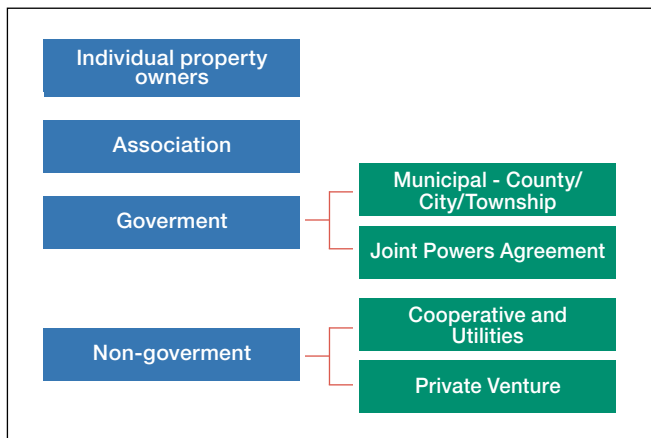 Individual property
owners
Association
Goverment
Municipal - County/
City/Township
Joint Powers Agreement
Non-goverment
Cooperative and
Utilities
Private Venture